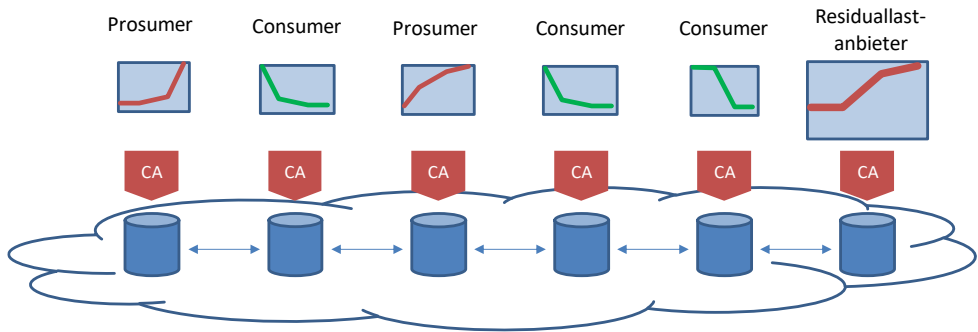 Prosumer
Consumer
Prosumer
Consumer
Consumer
Residuallast-
anbieter
CA
CA
CA
CA
CA
CA